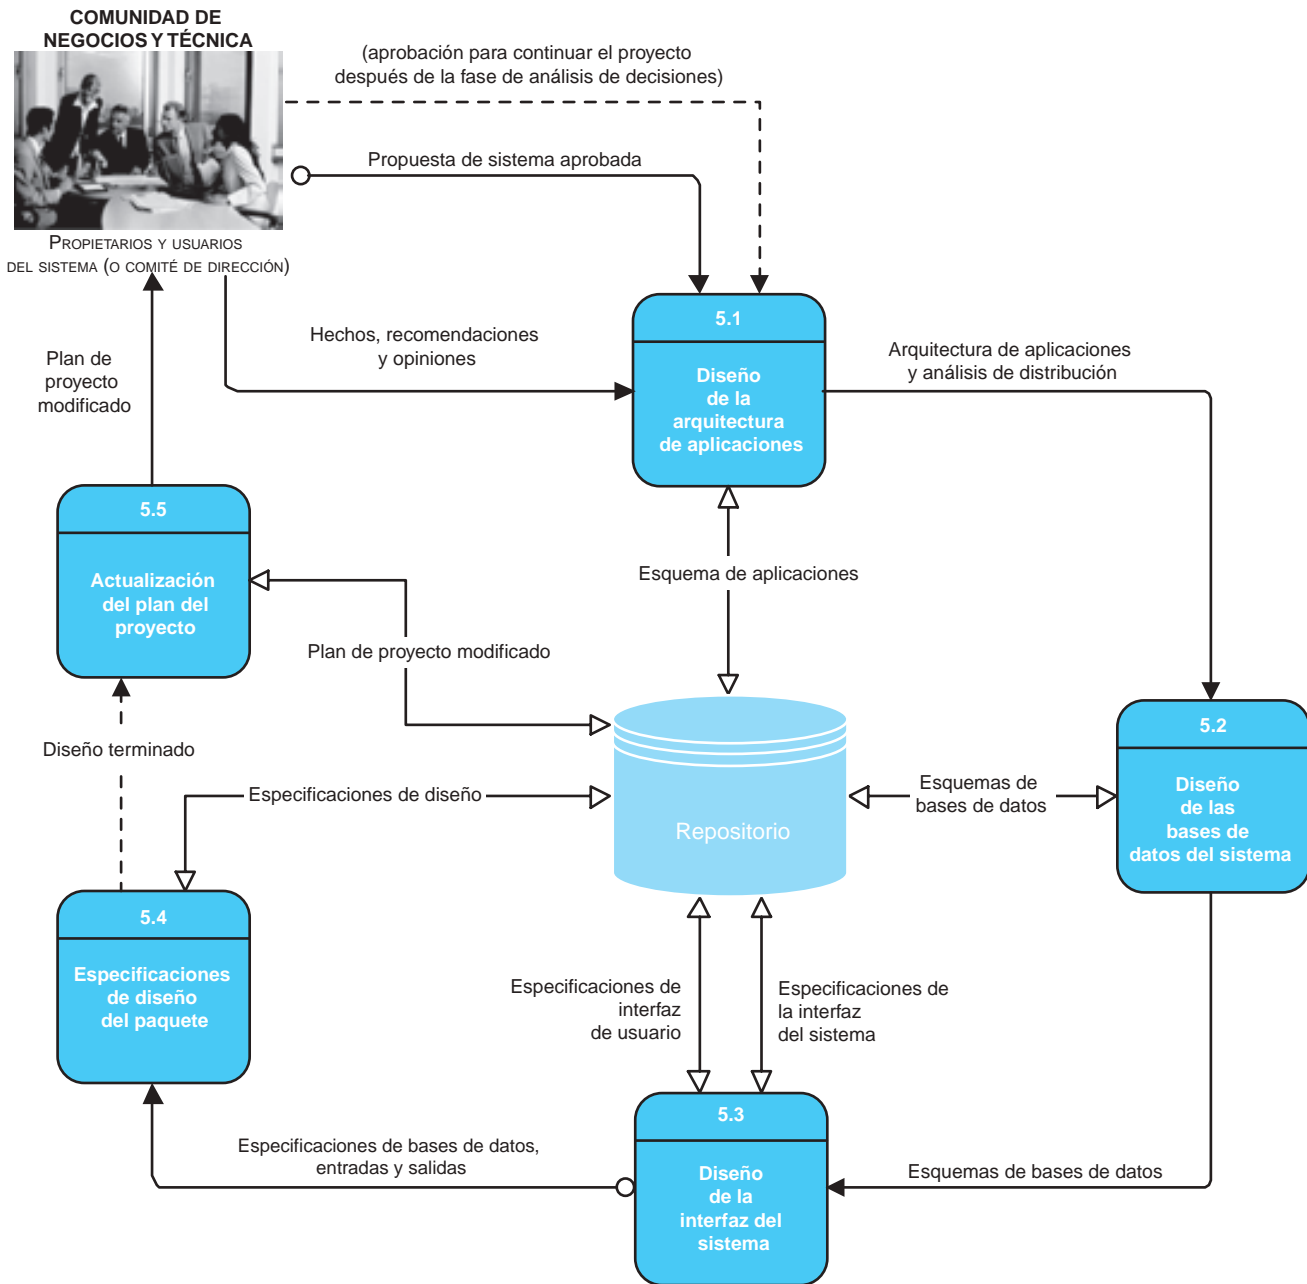 COMUNIDAD DE
NEGOCIOS Y TÉCNICA
(aprobación para continuar el proyecto
después de la fase de análisis de decisiones)
Propuesta de sistema aprobada
PROPIETARIOS Y USUARIOS
DEL SISTEMA (O COMITÉ DE DIRECCIÓN)
Hechos, recomendaciones
y opiniones
Plan de
proyecto
modificado
5.1
Diseño
de la
arquitectura
de aplicaciones
Arquitectura de aplicaciones
y análisis de distribución
5.5
Actualización
del plan del
proyecto
Esquema de aplicaciones
Plan de proyecto modificado
Diseño terminado
Especificaciones de diseño
Repositorio
Esquemas de
bases de datos
5.2
Diseño
de las
bases de
datos del sistema
5.4
Especificaciones
de diseño
del paquete
Especificaciones de
interfaz
de usuario
Especificaciones de
la interfaz
del sistema
Especificaciones de bases de datos,
entradas y salidas
5.3
Diseño
de la
interfaz del
sistema
Esquemas de bases de datos